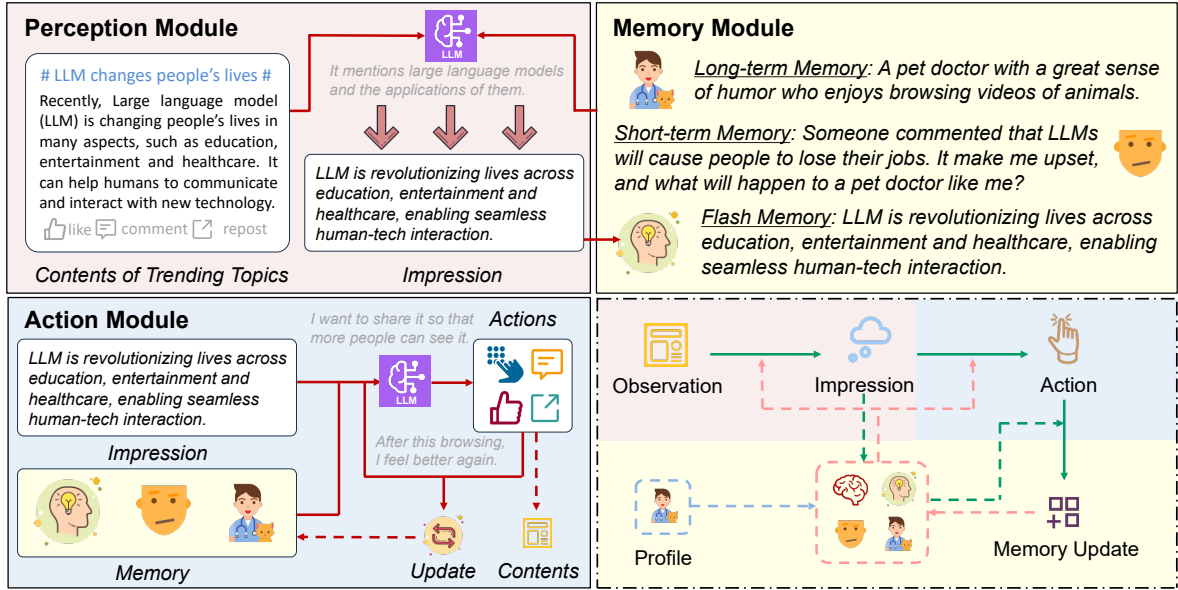 Perception Module
# LLM changes people's lives #
Recently, Large language model
(LLM) is changing people's lives in
many aspects, such as education,
entertainment and healthcare. It
can help humans to communicate
and interact with new technology.
like comment repost
Contents of Trending Topics
LLM
It mentions large language models
and the applications of them.
LLM is revolutionizing lives across
education, entertainment and
healthcare, enabling seamless
human-tech interaction.
Impression
Memory Module
Long-term Memory: A pet doctor with a great sense
of humor who enjoys browsing videos of animals.
Short-term Memory: Someone commented that LLMs
will cause people to lose their jobs. It make me upset,
and what will happen to a pet doctor like me?
Flash Memory: LLM is revolutionizing lives across
education, entertainment and healthcare, enabling
seamless human-tech interaction.
Action Module
LLM is revolutionizing lives across
education, entertainment and
healthcare, enabling seamless
human-tech interaction.
Impression
Memory
I want to share it so that
more people can see it.
LLM
Actions
After this browsing,
I feel better again.
Update
Contents
Observation
Impression
Action
Profile
Memory Update